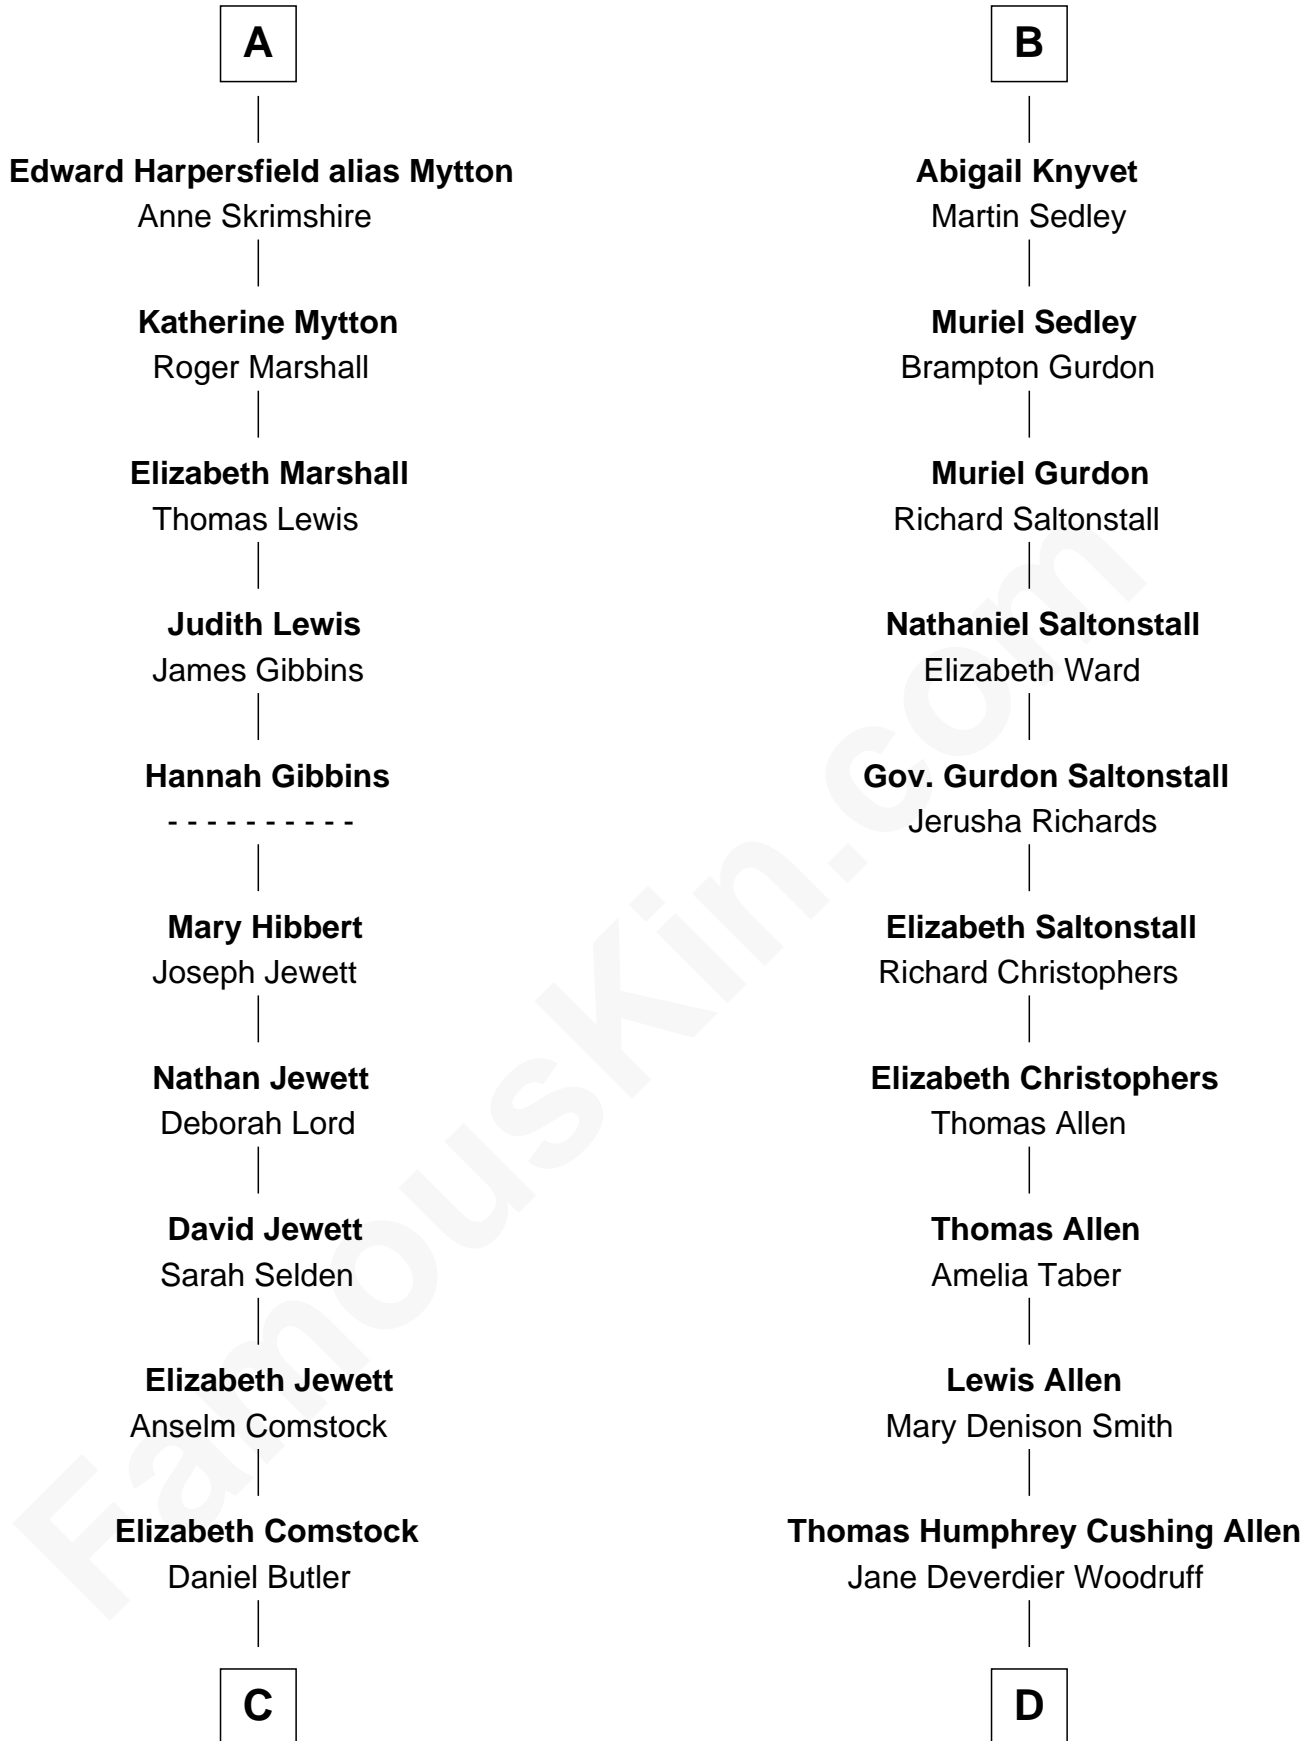 A
Edward Harpersfield alias Mytton
Anne Skrimshire
Katherine Mytton
Roger Marshall
Elizabeth Marshall
Thomas Lewis
Judith Lewis
James Gibbins
Hannah Gibbins
- - - - - - - - - -
Mary Hibbert
Joseph Jewett
Nathan Jewett
Deborah Lord
David Jewett
Sarah Selden
Elizabeth Jewett
Anselm Comstock
Elizabeth Comstock
Daniel Butler
C
B
Abigail Knyvet
Martin Sedley
Muriel Sedley
Brampton Gurdon
Muriel Gurdon
Richard Saltonstall
Nathaniel Saltonstall
Elizabeth Ward
Gov. Gurdon Saltonstall
Jerusha Richards
Elizabeth Saltonstall
Richard Christophers
Elizabeth Christophers
Thomas Allen
Thomas Allen
Amelia Taber
Lewis Allen
Mary Denison Smith
Thomas Humphrey Cushing Allen
Jane Deverdier Woodruff
D
FamousKin.com